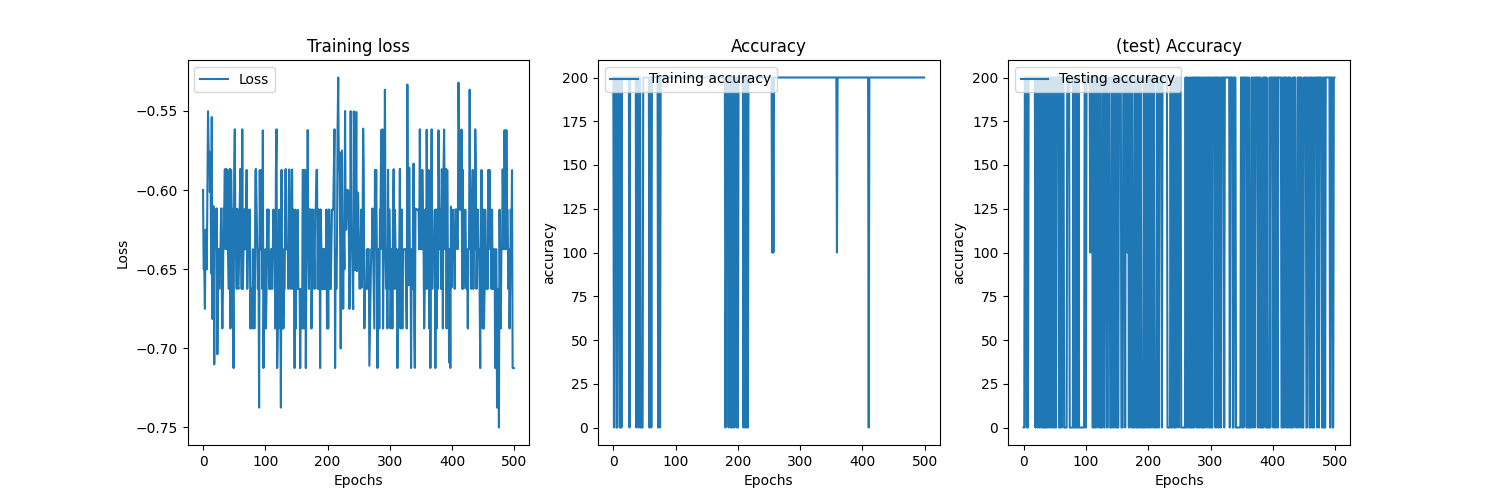 Training loss
Loss
−0.55
−0.60
−0.65
−0.70
−0.75
Loss
0 100 200 300 400 500
Epochs
Accuracy
Training accuracy
200
175
150
125
100
75
50
25
0
accuracy
0 100 200 300 400 500
Epochs
(test) Accuracy
Testing accuracy
200
175
150
125
100
75
50
25
0
accuracy
0 100 200 300 400 500
Epochs